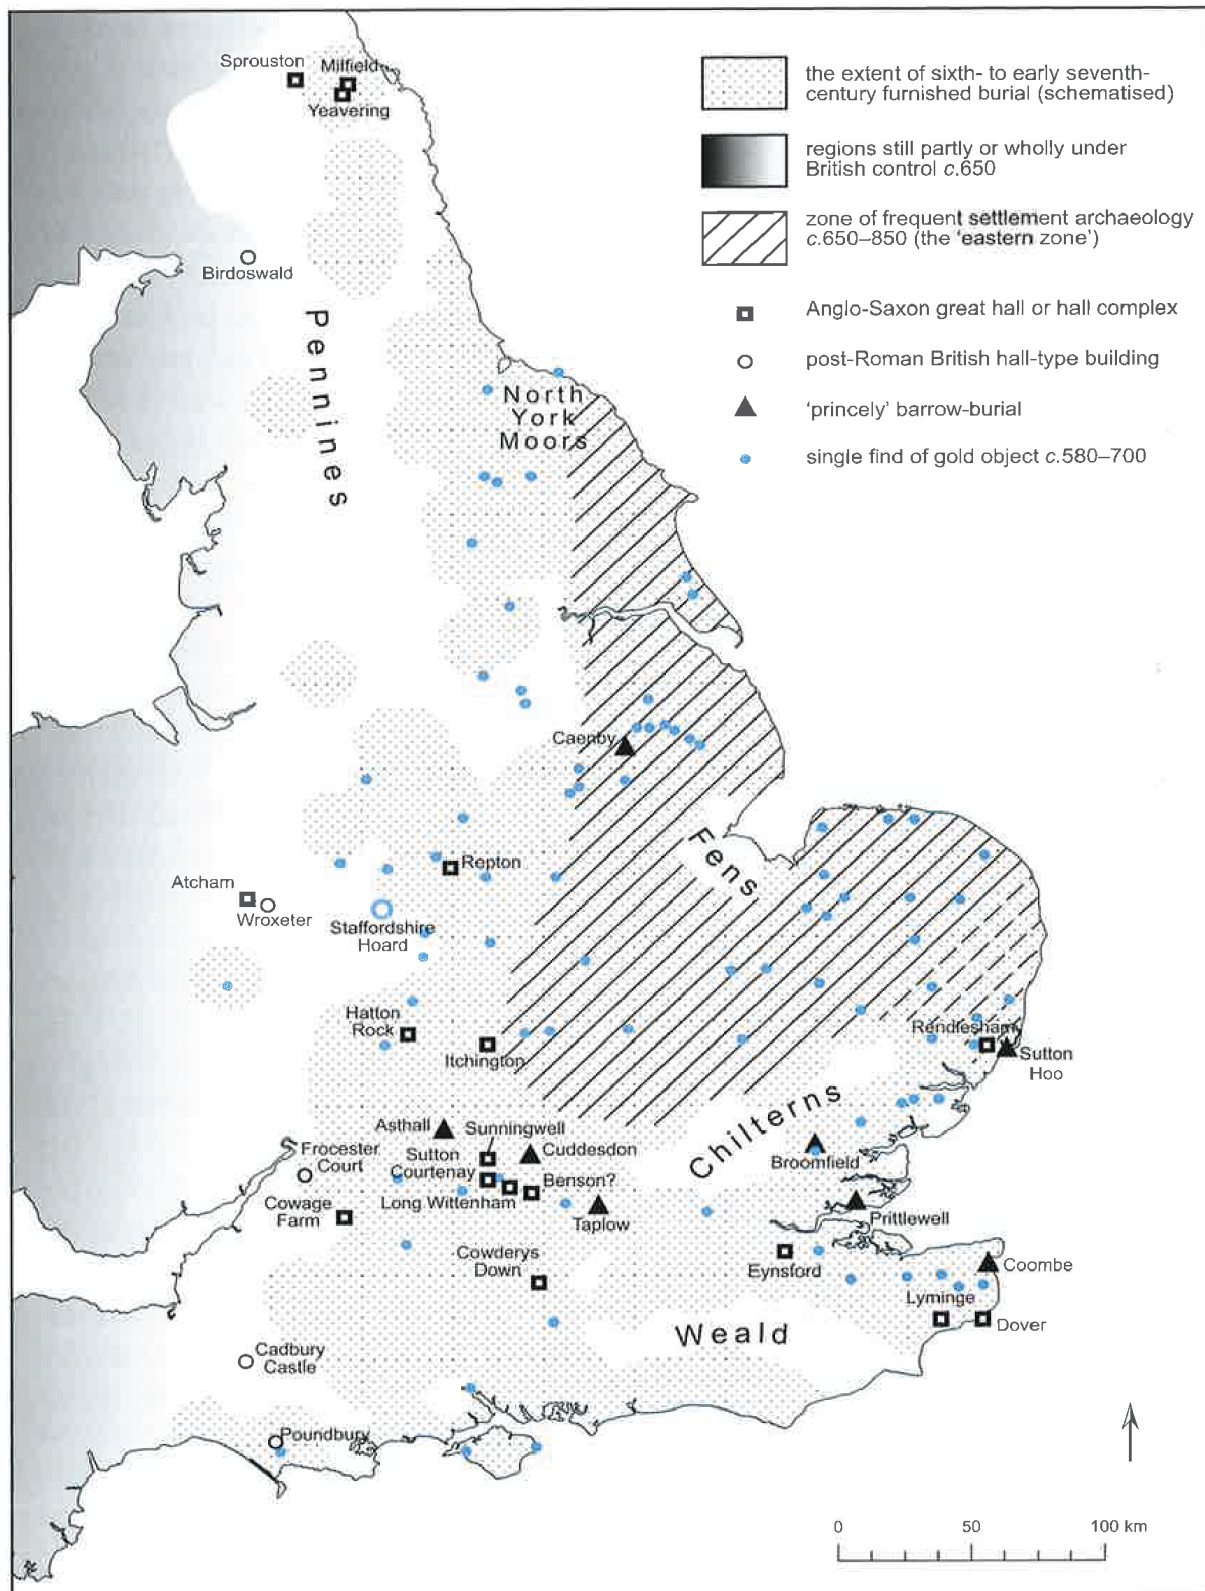 the extent of sixth- to early seventh-
century furnished burial (schematised)
regions still partly or wholly under
British control c.650
zone of frequent settlement archaeology
c.650–850 (the ‘eastern zone’)
Anglo-Saxon great hall or hall complex
post-Roman British hall-type building
‘princely’ barrow-burial
single find of gold object c.580–700
Sprouston
Milfield
Yeavering
Birdoswald
Pennines
North
York
Moors
Caenby
Fens
Repton
Atcham
Wroxeter
Staffordshire
Hoard
Hatton
Rock
Itchington
Rendlesham
Sutton
Hoo
Chilterns
Asthall
Sunningwell
Cuddesdon
Frocester
Court
Sutton
Courtenay
Benson?
Long Wittenham
Taplow
Broomfield
Prittlewell
Cowage
Farm
Cowderys
Down
Eynsford
Coombe
Lyminge
Dover
Weald
Cadbury
Castle
Poundbury
0 50 100 km